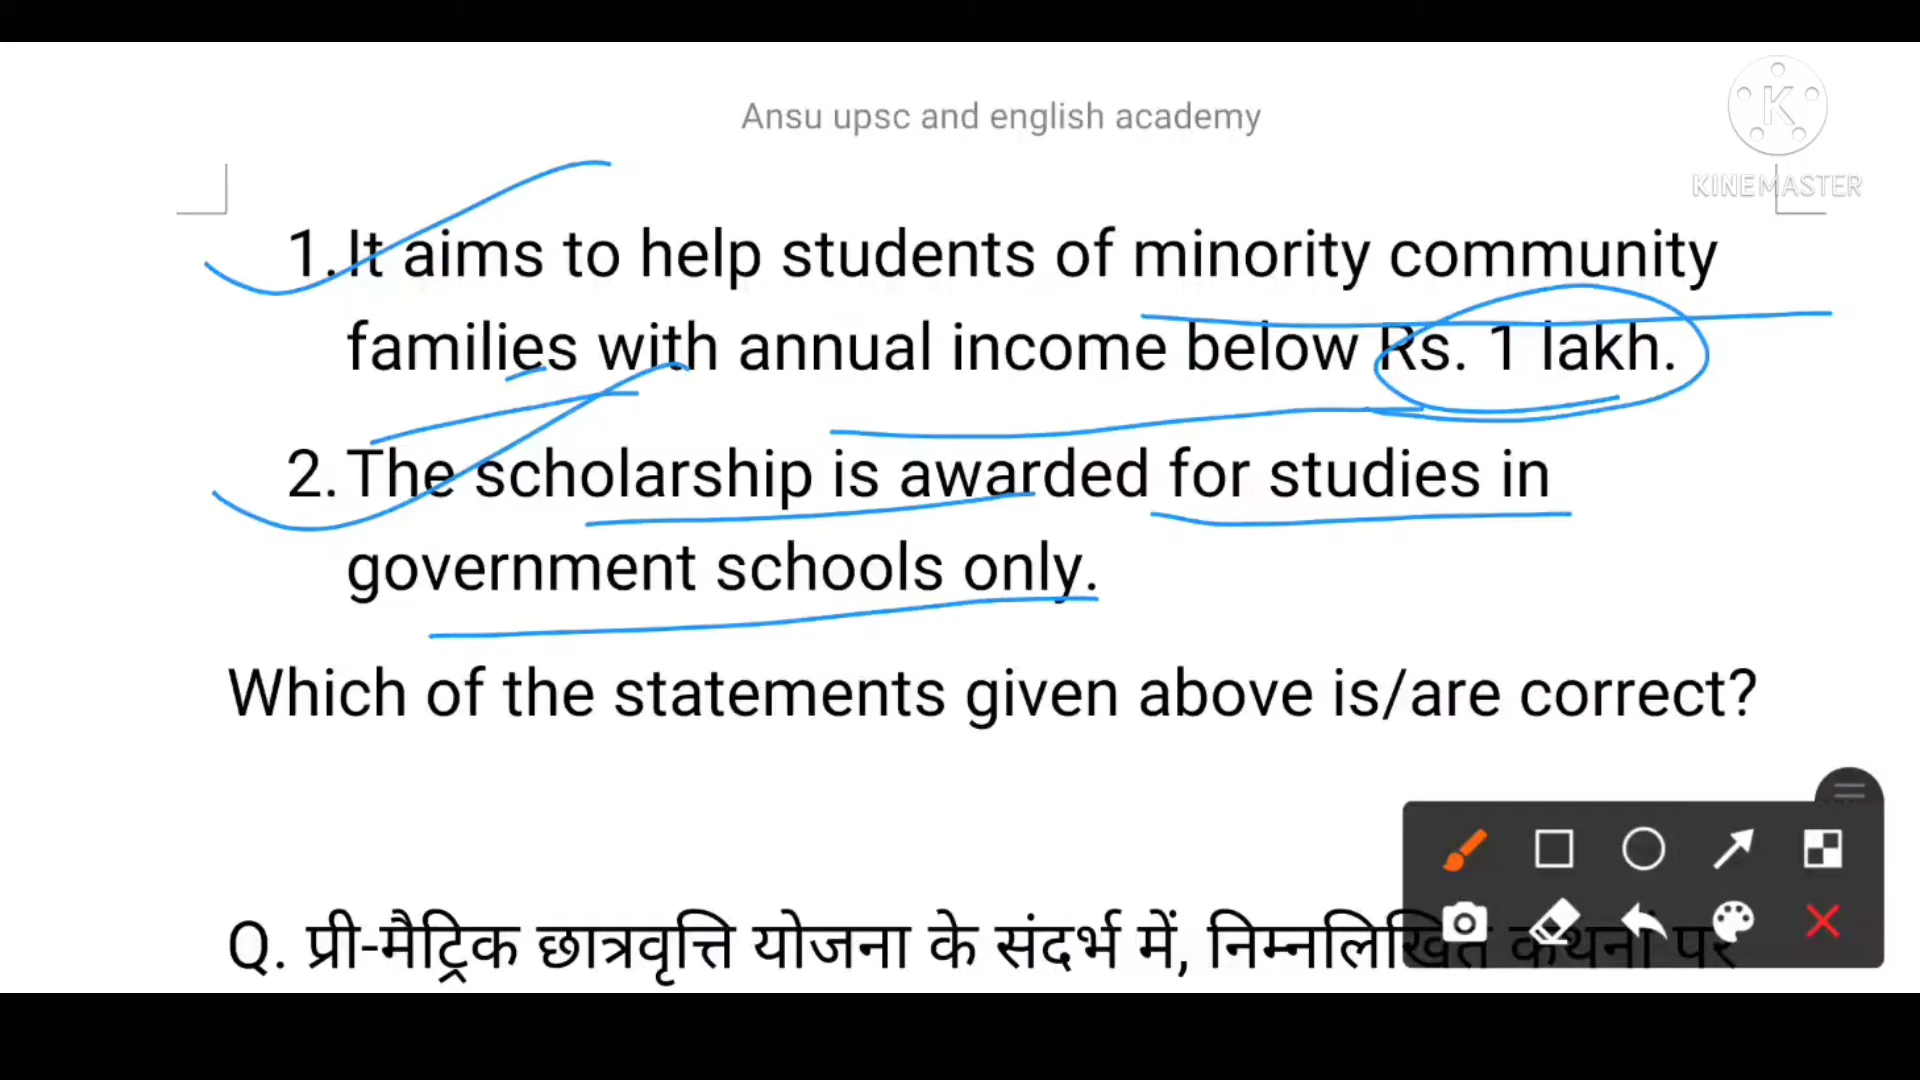 Ansu upsc and english academy
KINEMASTER
1. It aims to help students of minority community
families with annual income below Rs. 1 lakh.
2. The scholarship is awarded for studies in
government schools only.
Which of the statements given above is/are correct?
Q. प्री-मैट्रिक छात्रवृत्ति योजना के संदर्भ में, निम्नलिखित कथनों पर